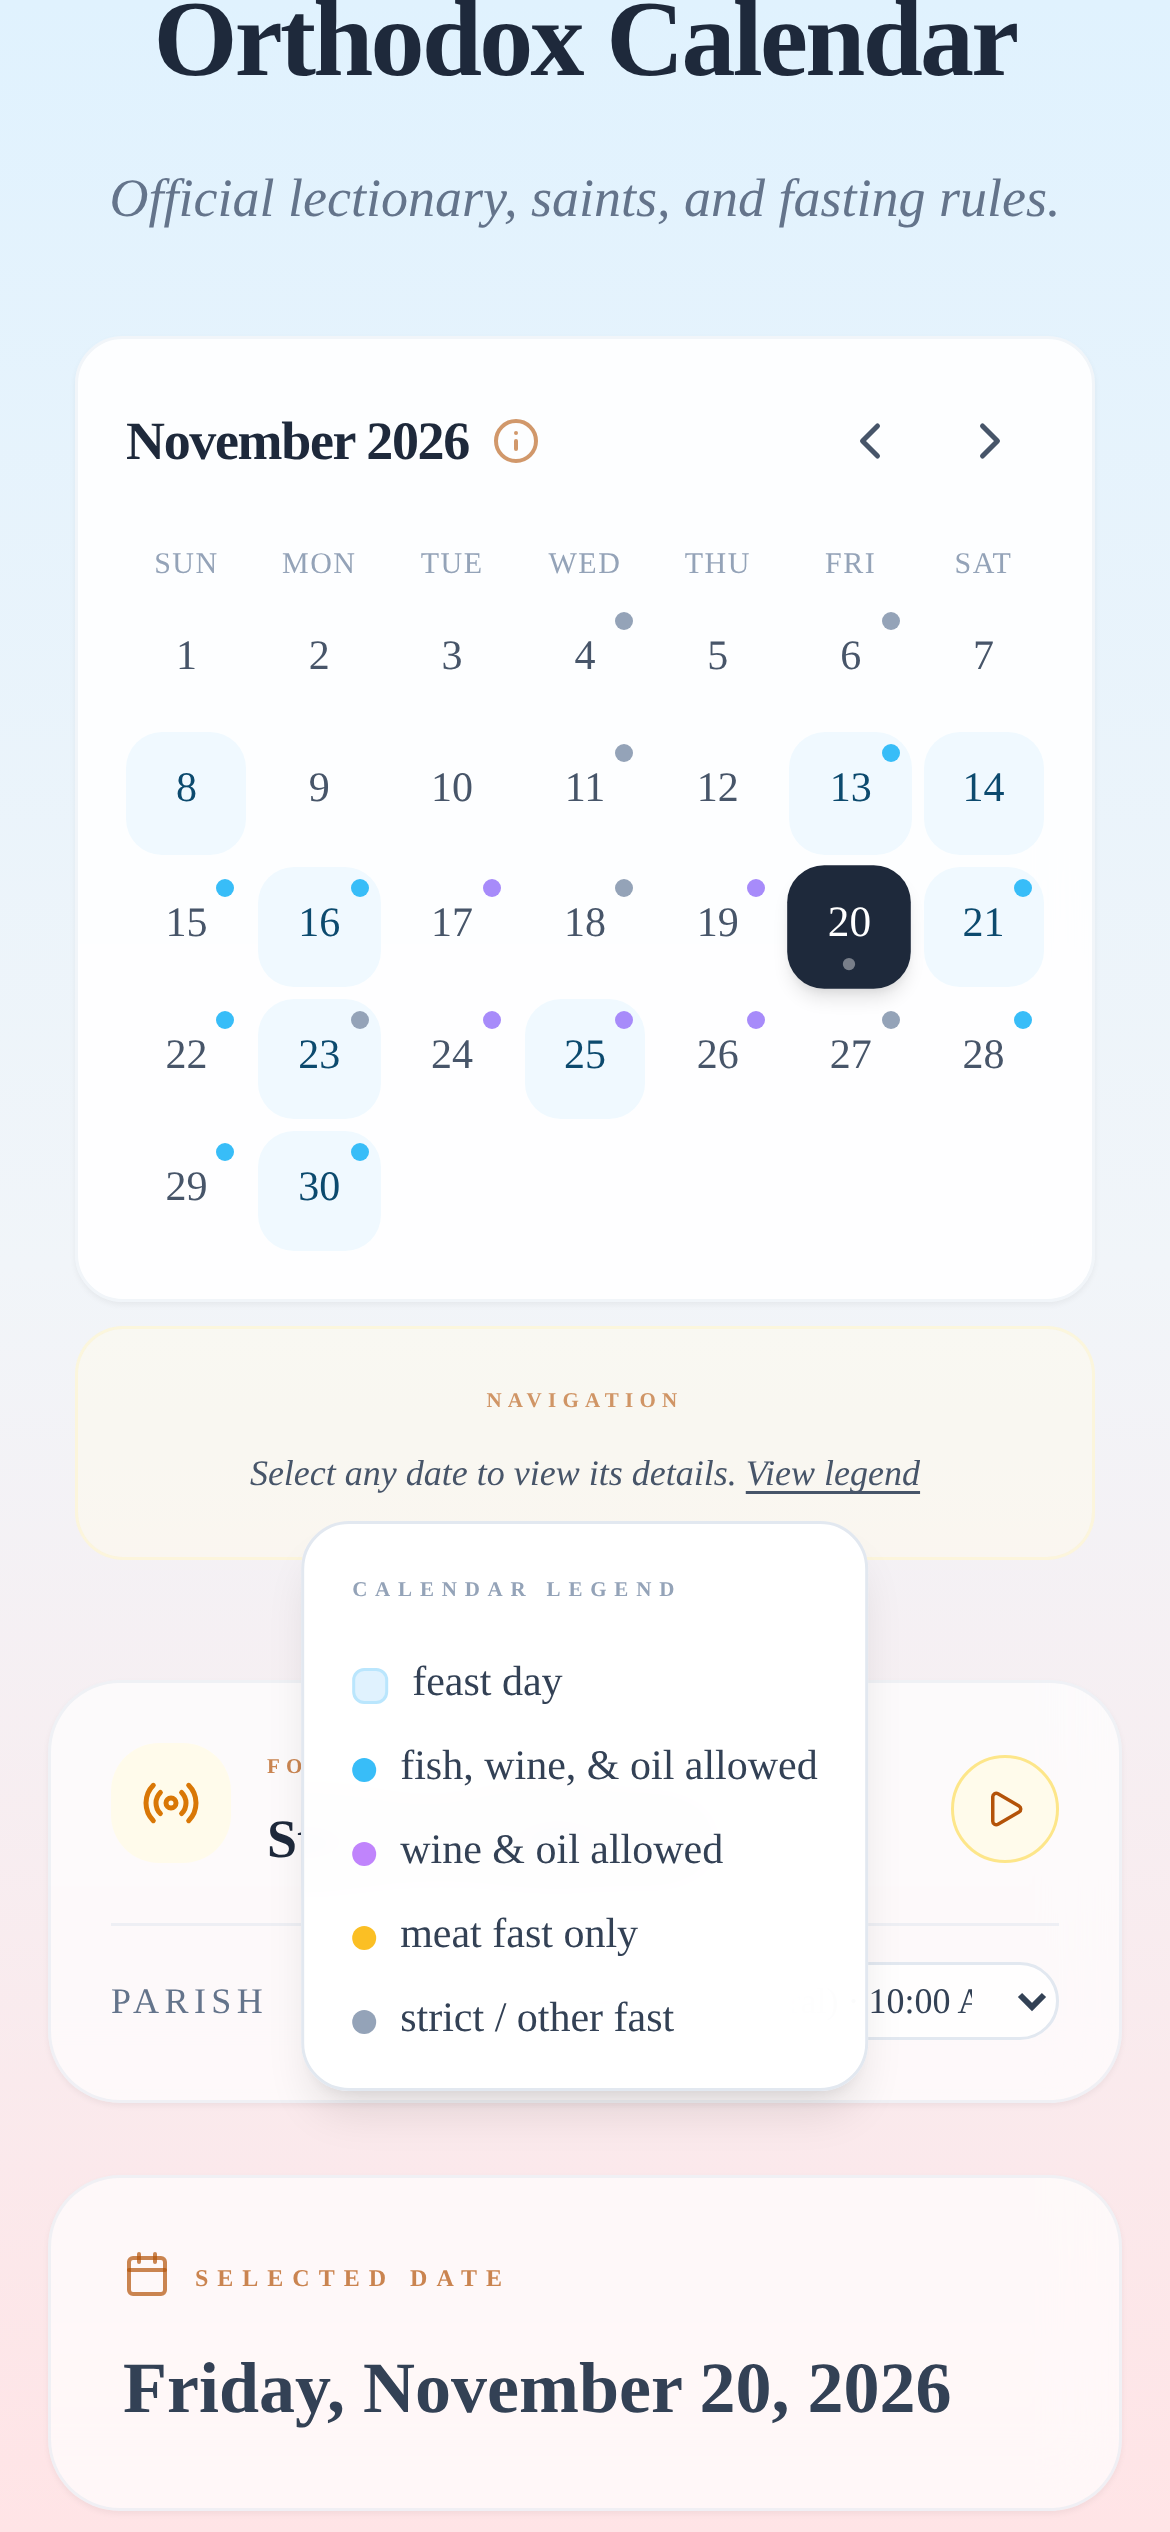 Orthodox Calendar
Official lectionary, saints, and fasting rules.
November 2026
SUN MON TUE WED THU FRI SAT
1 2 3 4 5 6 7
8 9 10 11 12 13 14
15 16 17 18 19 20 21
22 23 24 25 26 27 28
29 30
NAVIGATION
Select any date to view its details. View legend
CALENDAR LEGEND
feast day
fish, wine, & oil allowed
wine & oil allowed
meat fast only
strict / other fast
PARISH
10:00
SELECTED DATE
Friday, November 20, 2026